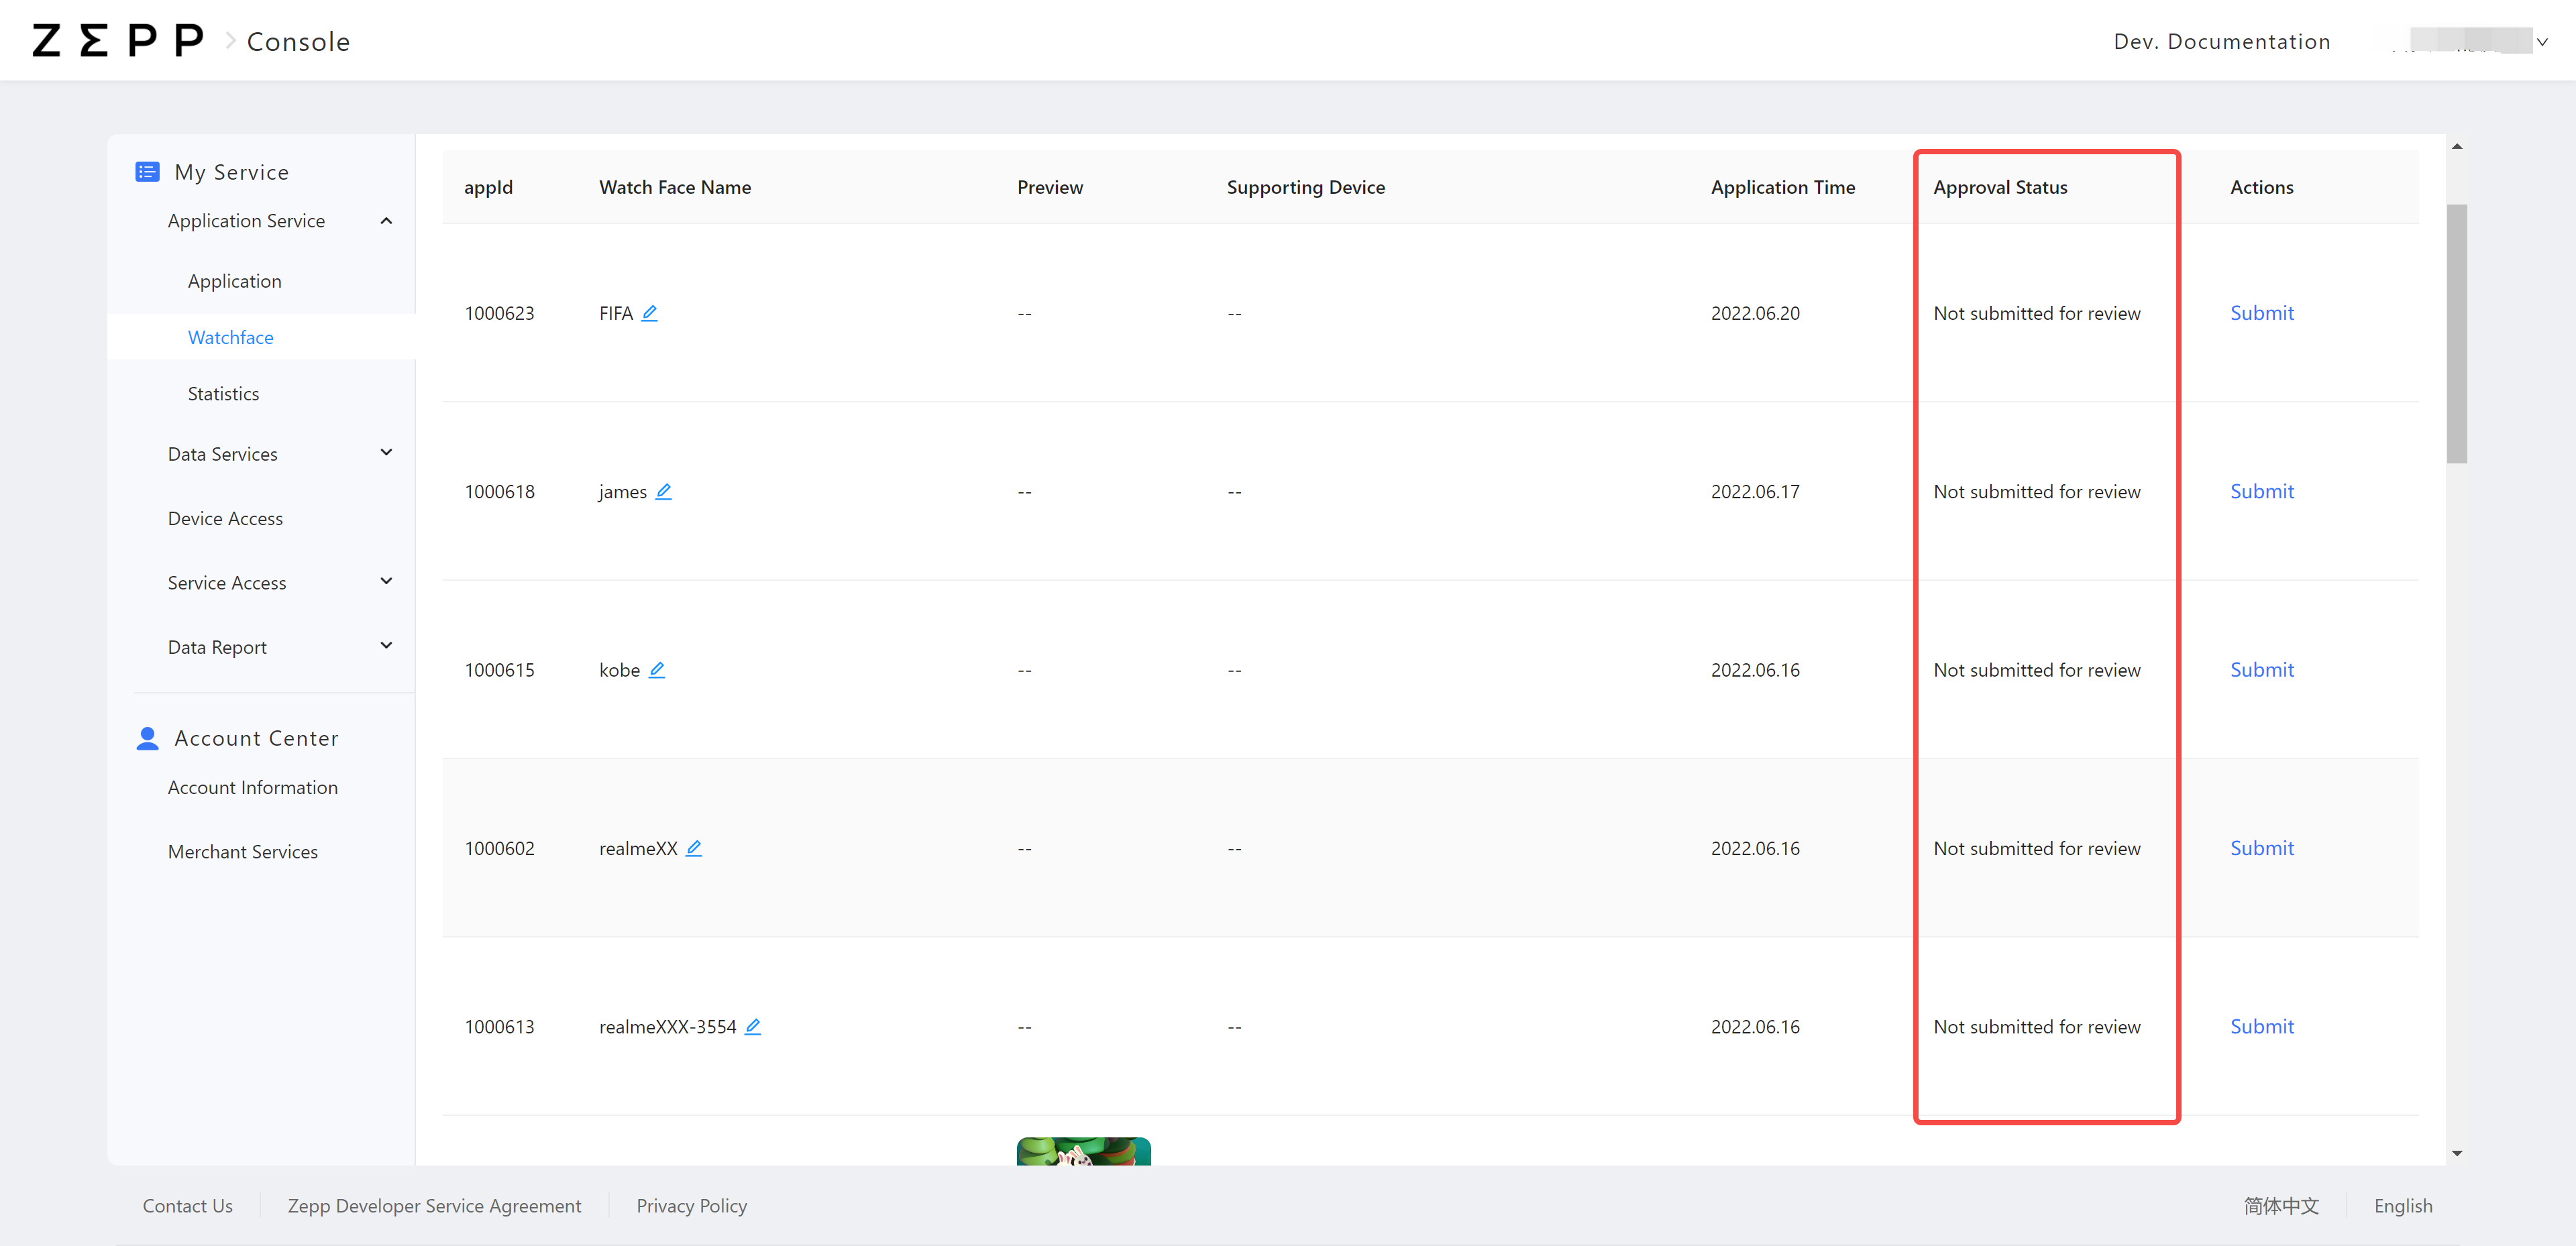 ZEPP Console Dev. Documentation
My Service
Application Service
Application
Watchface
Statistics
Data Services
Device Access
Service Access
Data Report
Account Center
Account Information
Merchant Services
appId Watch Face Name Preview Supporting Device Application Time Approval Status Actions
1000623 FIFA -- -- 2022.06.20 Not submitted for review Submit
1000618 james -- -- 2022.06.17 Not submitted for review Submit
1000615 kobe -- -- 2022.06.16 Not submitted for review Submit
1000602 realmeXX -- -- 2022.06.16 Not submitted for review Submit
1000613 realmeXXX-3554 -- -- 2022.06.16 Not submitted for review Submit
Contact Us Zepp Developer Service Agreement Privacy Policy 简体中文 English